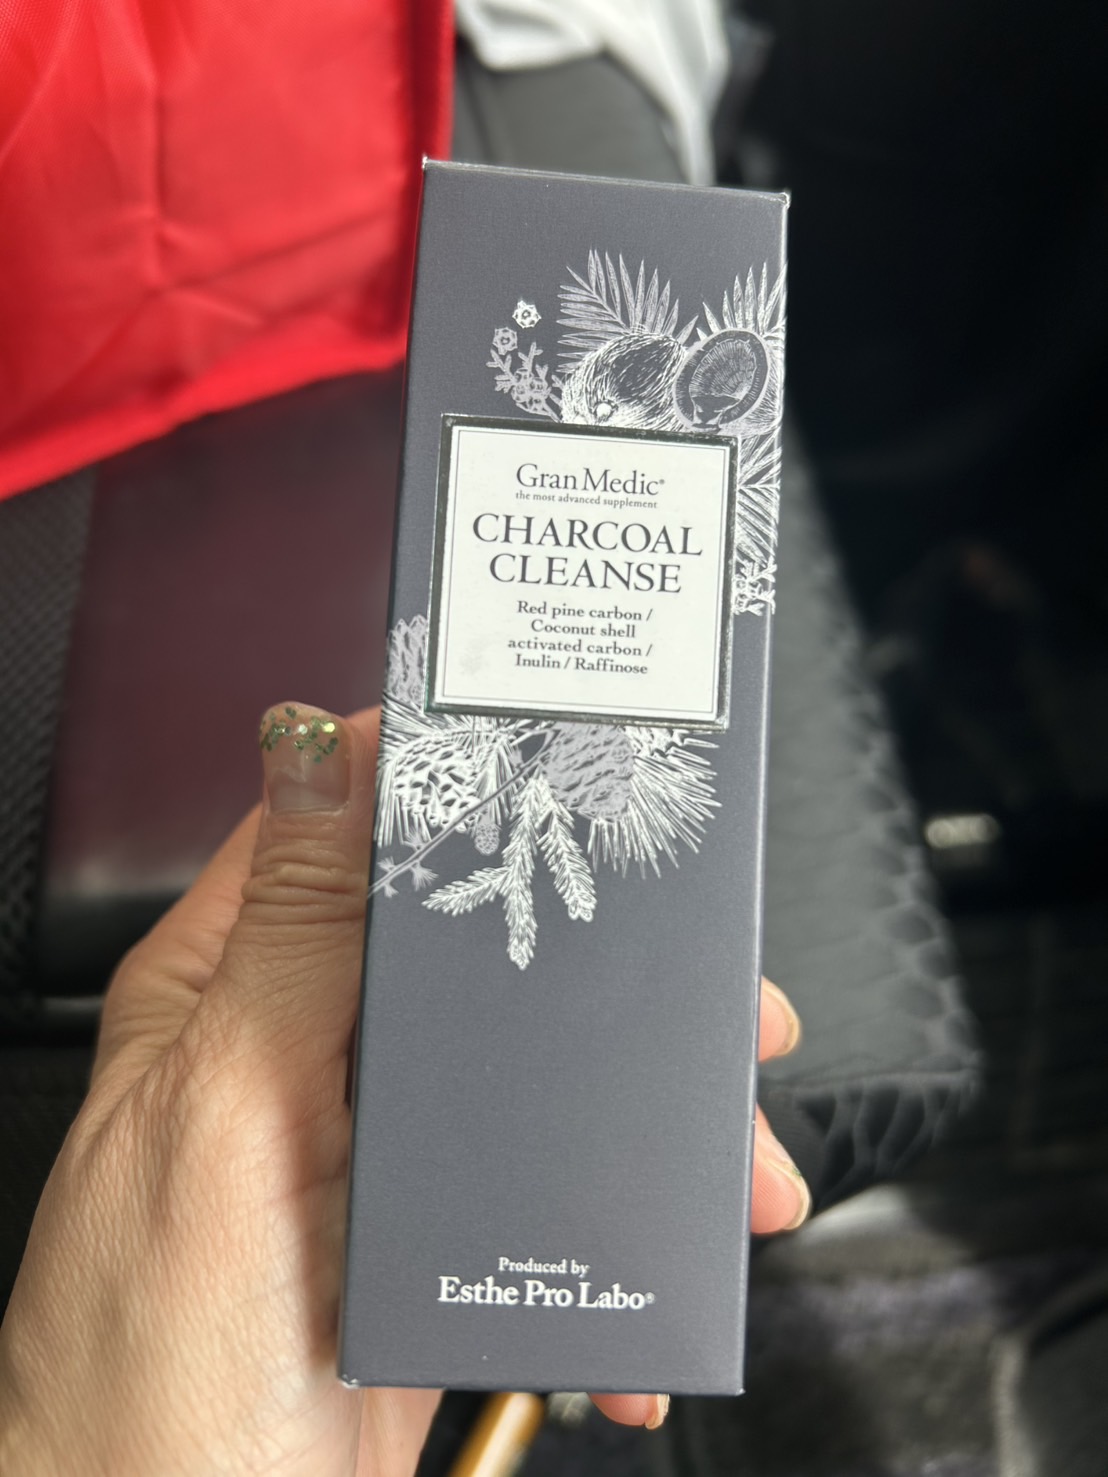 Gran Medic®
the most advanced supplement
CHARCOAL
CLEANSE
Red pine carbon /
Coconut shell
activated carbon /
Inulin / Raffinose
Produced by
Esthe Pro Labo®